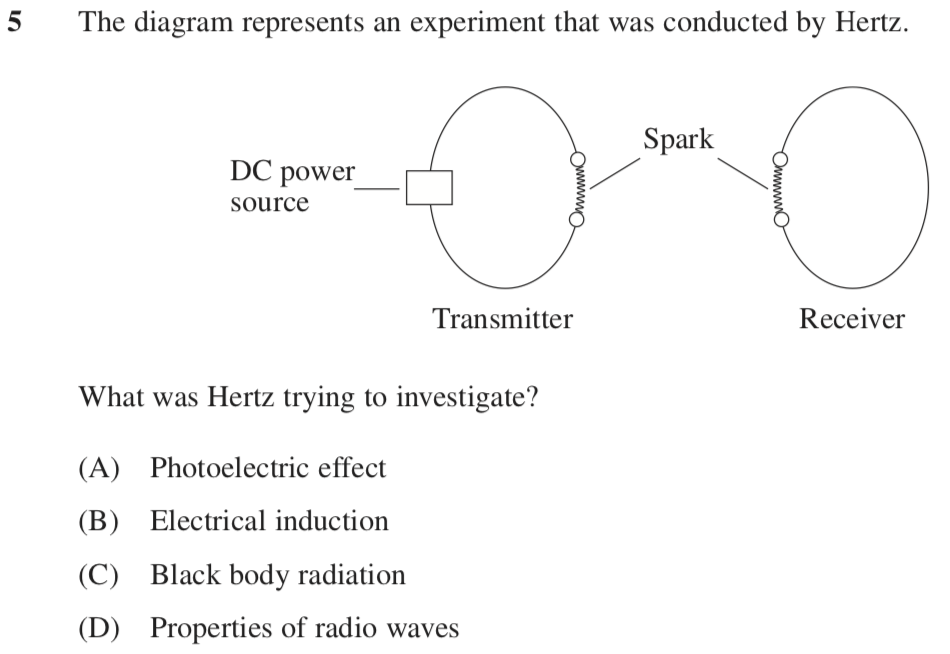 5 The diagram represents an experiment that was conducted by Hertz.
Spark
DC power
source
Transmitter
Receiver
What was Hertz trying to investigate?
(A) Photoelectric effect
(B) Electrical induction
(C) Black body radiation
(D) Properties of radio waves